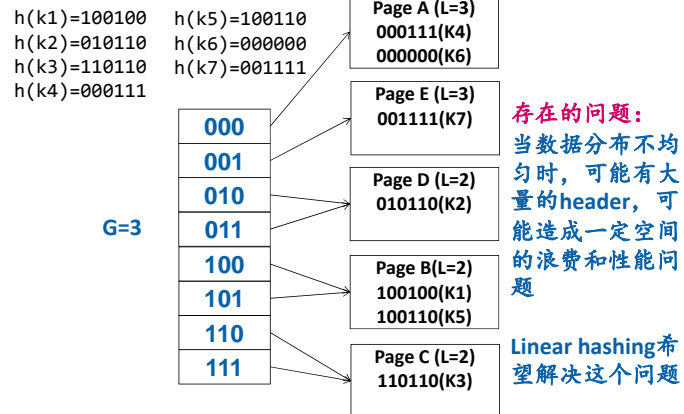 h(k1)=100100
h(k2)=010110
h(k3)=110110
h(k4)=000111
h(k5)=100110
h(k6)=000000
h(k7)=001111
G=3
000
001
010
011
100
101
110
111
Page A (L=3)
000111(K4)
000000(K6)
Page E (L=3)
001111(K7)
Page D (L=2)
010110(K2)
Page B(L=2)
100100(K1)
100110(K5)
Page C (L=2)
110110(K3)
存在的问题：
当数据分布不均
匀时，可能有大
量的header，可
能造成一定空间
的浪费和性能问
题
Linear hashing希
望解决这个问题